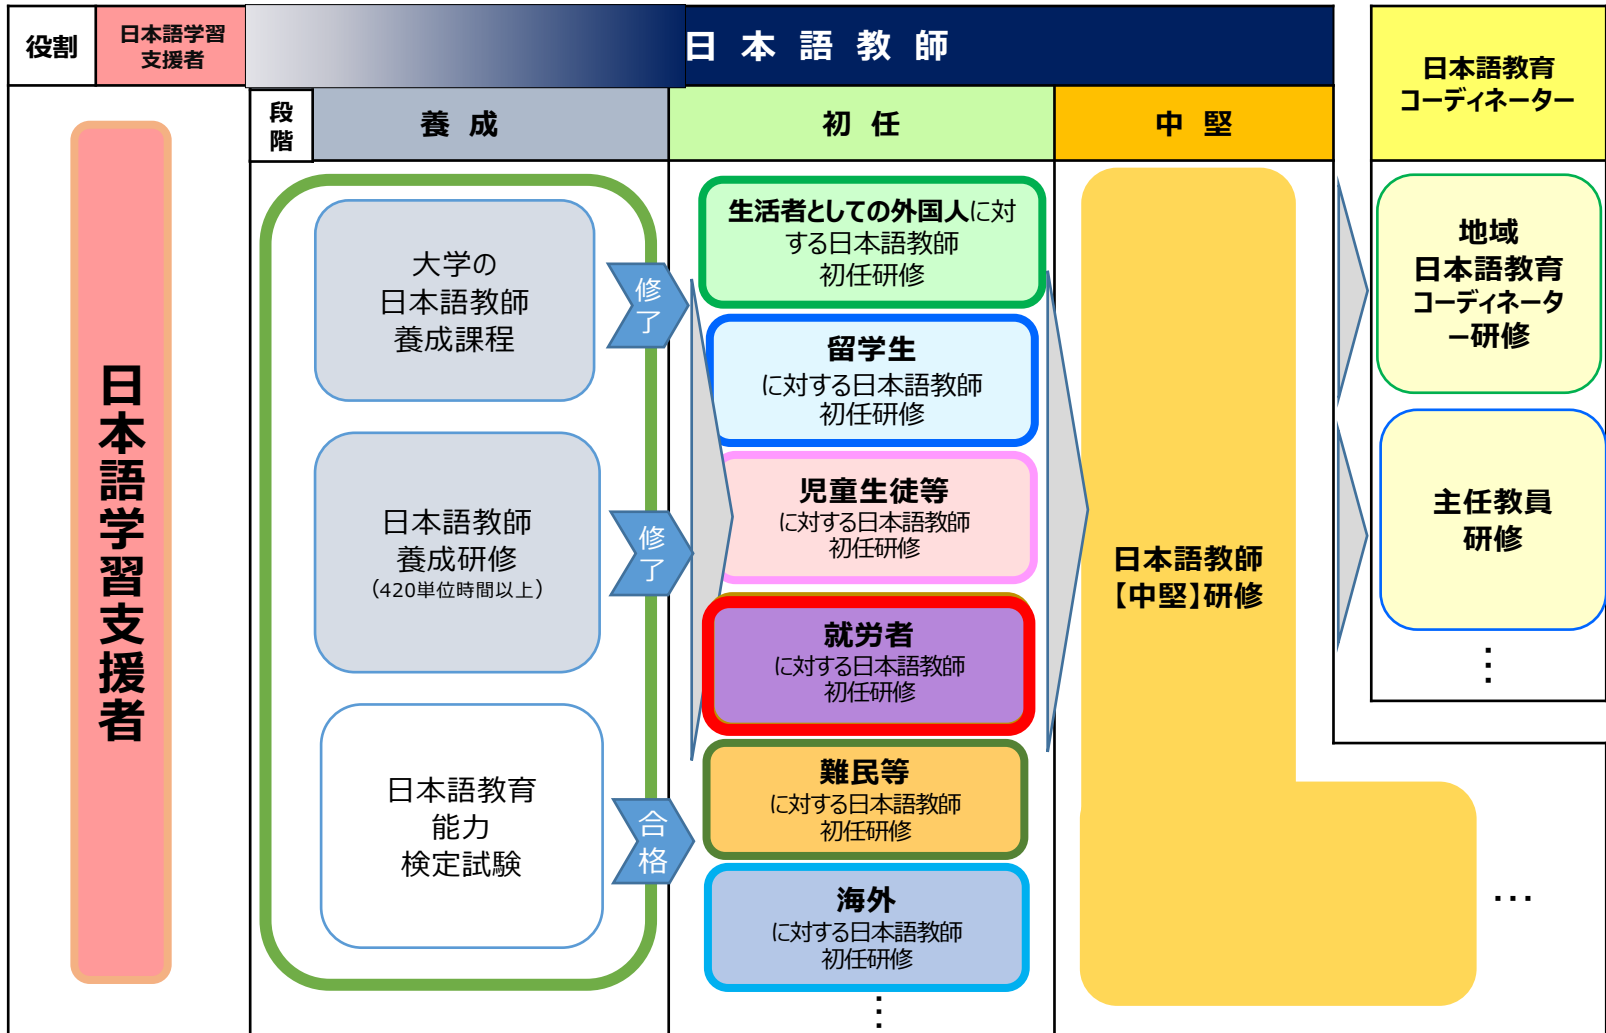 役割
日本語学習
支援者
日本語教師
日本語教育
コーディネーター
段
階
養成
初任
中堅
日本語学習支援者
大学の
日本語教師
養成課程
修
了
日本語教師
養成研修
（420単位時間以上）
修
了
日本語教育
能力
検定試験
合
格
生活者としての外国人に対
する日本語教師
初任研修
留学生
に対する日本語教師
初任研修
児童生徒等
に対する日本語教師
初任研修
就労者
に対する日本語教師
初任研修
難民等
に対する日本語教師
初任研修
海外
に対する日本語教師
初任研修
⋮
日本語教師
【中堅】研修
…
地域
日本語教育
コーディネータ
ー研修
主任教員
研修
⋮